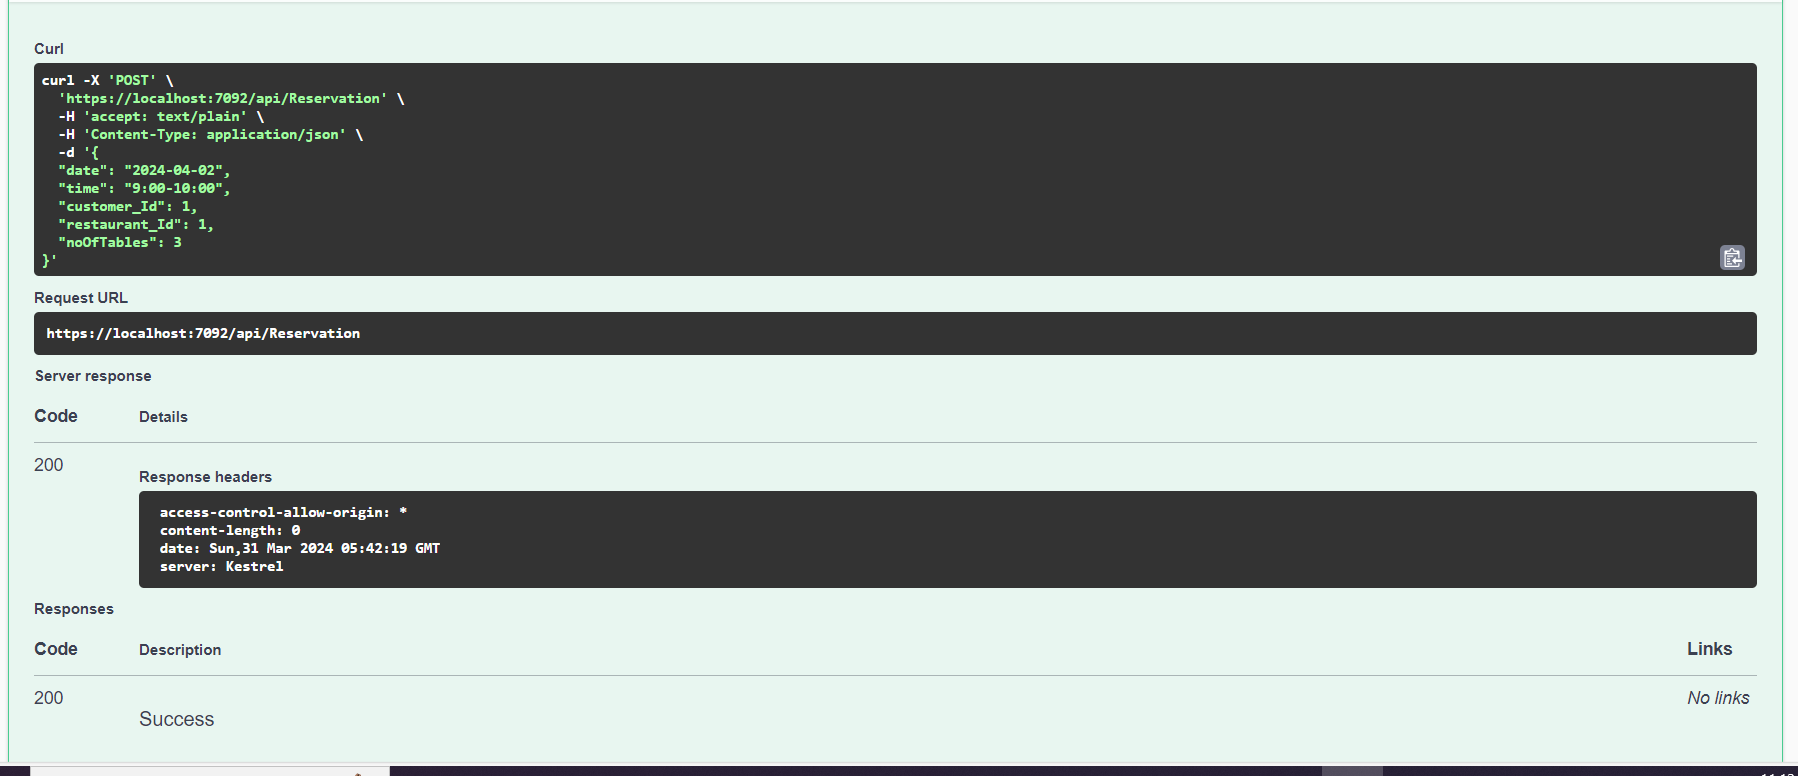 Curl
curl -X 'POST' \
'https://localhost:7092/api/Reservation' \
-H 'accept: text/plain' \
-H 'Content-Type: application/json' \
-d '{
"date": "2024-04-02",
"time": "9:00-10:00",
"customer_Id": 1,
"restaurant_Id": 1,
"noOfTables": 3
}'
Request URL
https://localhost:7092/api/Reservation
Server response
Code Details
200
Response headers
access-control-allow-origin: *
content-length: 0
date: Sun,31 Mar 2024 05:42:19 GMT
server: Kestrel
Responses
Code Description Links
200 No links
Success